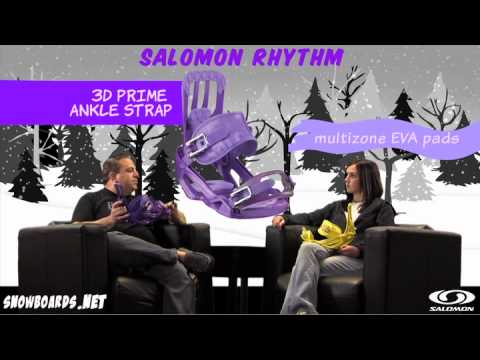 SALOMON RHYTHM
3D PRIME
ANKLE STRAP
multizone EVA pads
SNOWBOARDS.NET
SALOMON